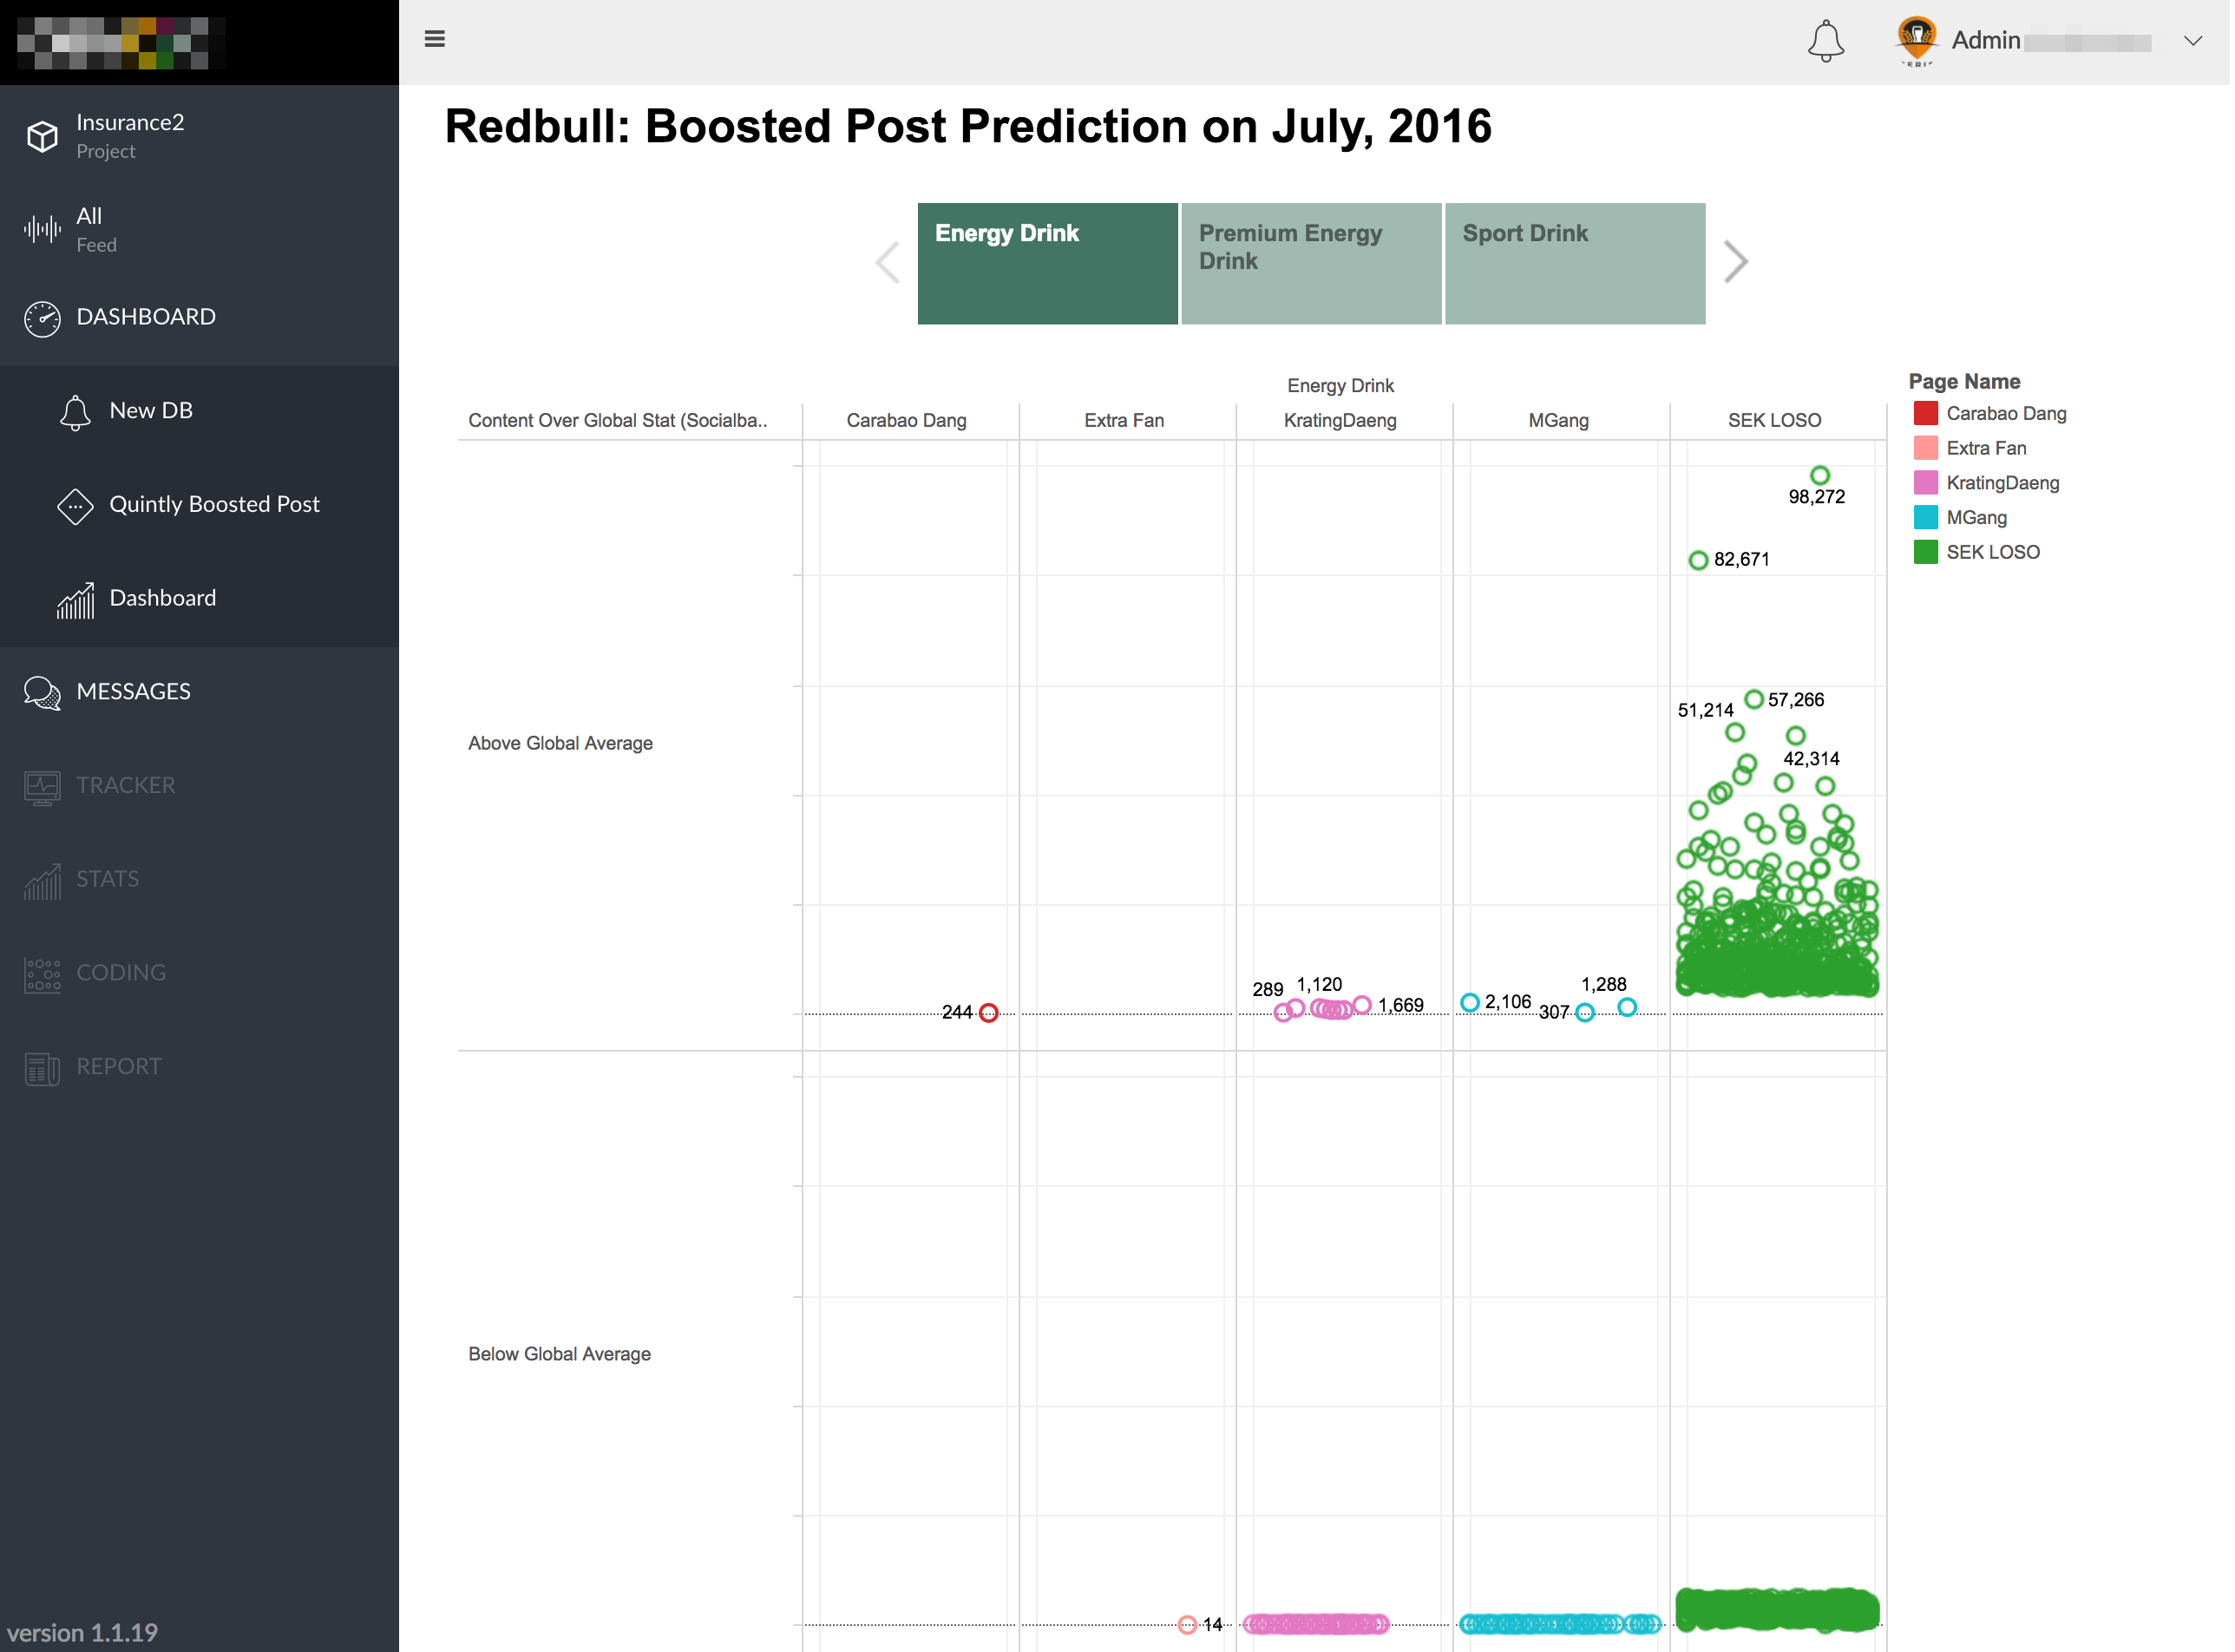 Admin
Insurance2
Project
All
Feed
DASHBOARD
New DB
Quintly Boosted Post
Dashboard
MESSAGES
TRACKER
STATS
CODING
REPORT
version 1.1.19
Redbull: Boosted Post Prediction on July, 2016
Energy Drink
Premium Energy
Drink
Sport Drink
Energy Drink
Content Over Global Stat (Socialba..
Carabao Dang
Extra Fan
KratingDaeng
MGang
SEK LOSO
Page Name
Carabao Dang
Extra Fan
KratingDaeng
MGang
SEK LOSO
98,272
82,671
57,266
51,214
42,314
Above Global Average
244
289
1,120
1,669
2,106
307
1,288
Below Global Average
14